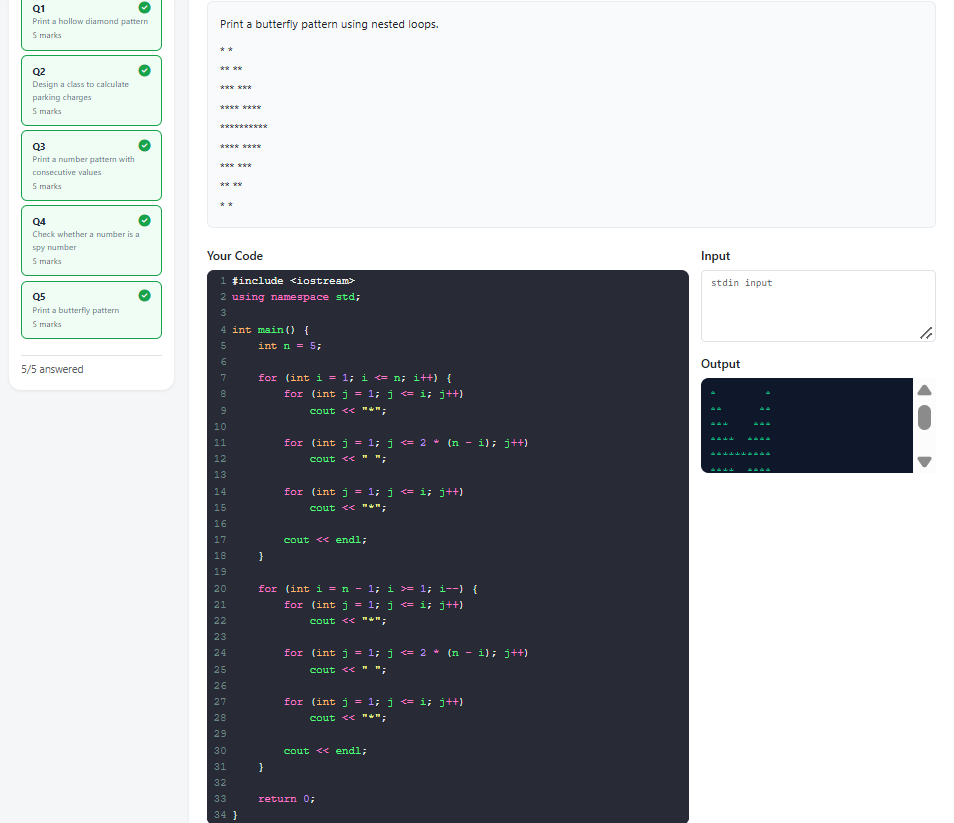 Q1
Print a hollow diamond pattern
5 marks
Q2
Design a class to calculate
parking charges
5 marks
Q3
Print a number pattern with
consecutive values
5 marks
Q4
Check whether a number is a
spy number
5 marks
Q5
Print a butterfly pattern
5 marks
5/5 answered
Print a butterfly pattern using nested loops.
* *
** **
*** ***
**** ****
**********
**** ****
*** ***
** **
* *
Your Code
1 #include <iostream>
2 using namespace std;
3
4 int main() {
5     int n = 5;
6
7     for (int i = 1; i <= n; i++) {
8         for (int j = 1; j <= i; j++)
9             cout << "*";
10
11         for (int j = 1; j <= 2 * (n - i); j++)
12             cout << " ";
13
14         for (int j = 1; j <= i; j++)
15             cout << "*";
16
17         cout << endl;
18     }
19
20     for (int i = n - 1; i >= 1; i--) {
21         for (int j = 1; j <= i; j++)
22             cout << "*";
23
24         for (int j = 1; j <= 2 * (n - i); j++)
25             cout << " ";
26
27         for (int j = 1; j <= i; j++)
28             cout << "*";
29
30         cout << endl;
31     }
32
33     return 0;
34 }
Input
stdin input
Output
*        *
**      **
***    ***
****  ****
**********
****  ****